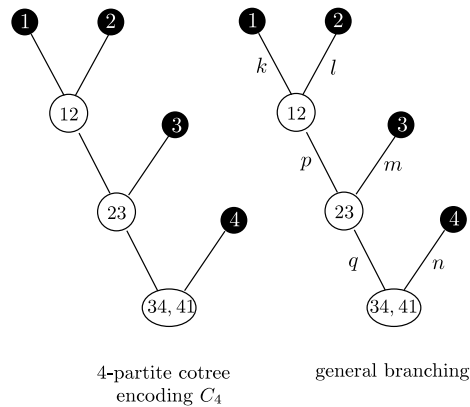 1 2 1 2
k l
12 12
3 3
p m
23 23
4 4
q n
34, 41 34, 41
4-partite cotree general branching
encoding C₄